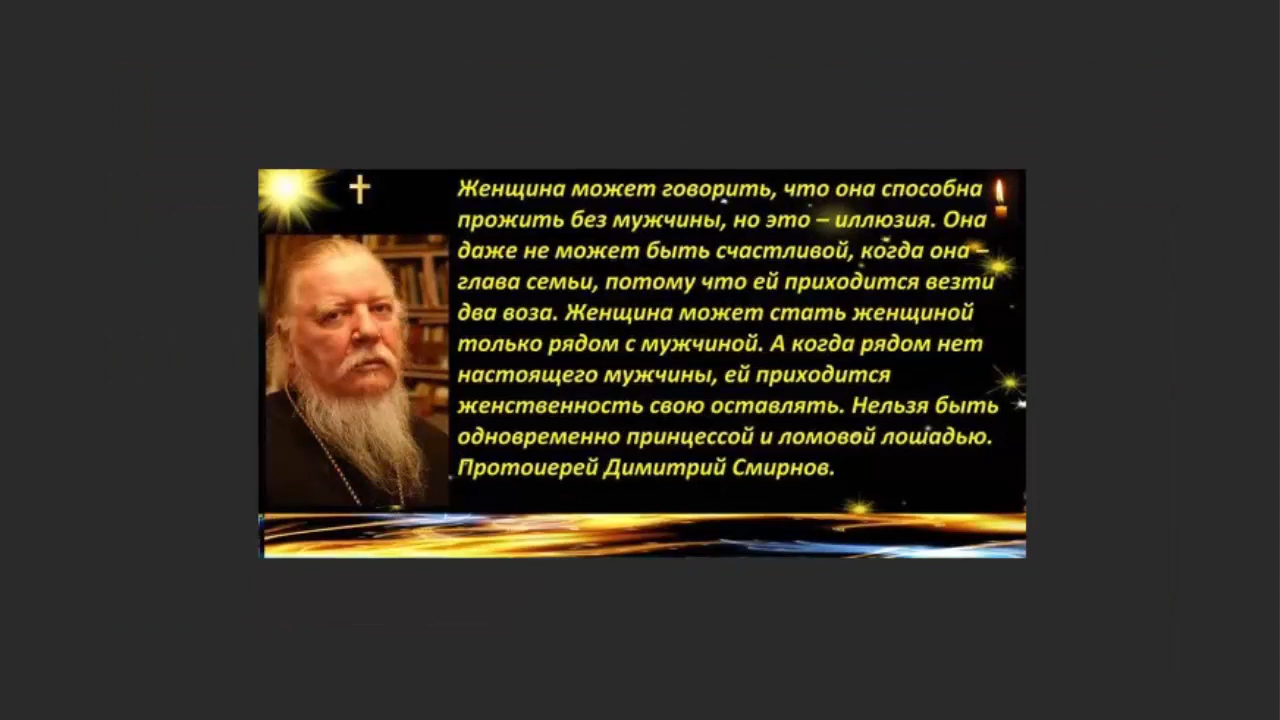 Женщина может говорить, что она способна
прожить без мужчины, но это – иллюзия. Она
даже не может быть счастливой, когда она –
глава семьи, потому что ей приходится везти
два воза. Женщина может стать женщиной
только рядом с мужчиной. А когда рядом нет
настоящего мужчины, ей приходится
женственность свою оставлять. Нельзя быть
одновременно принцессой и ломовой лошадью.
Протоиерей Димитрий Смирнов.